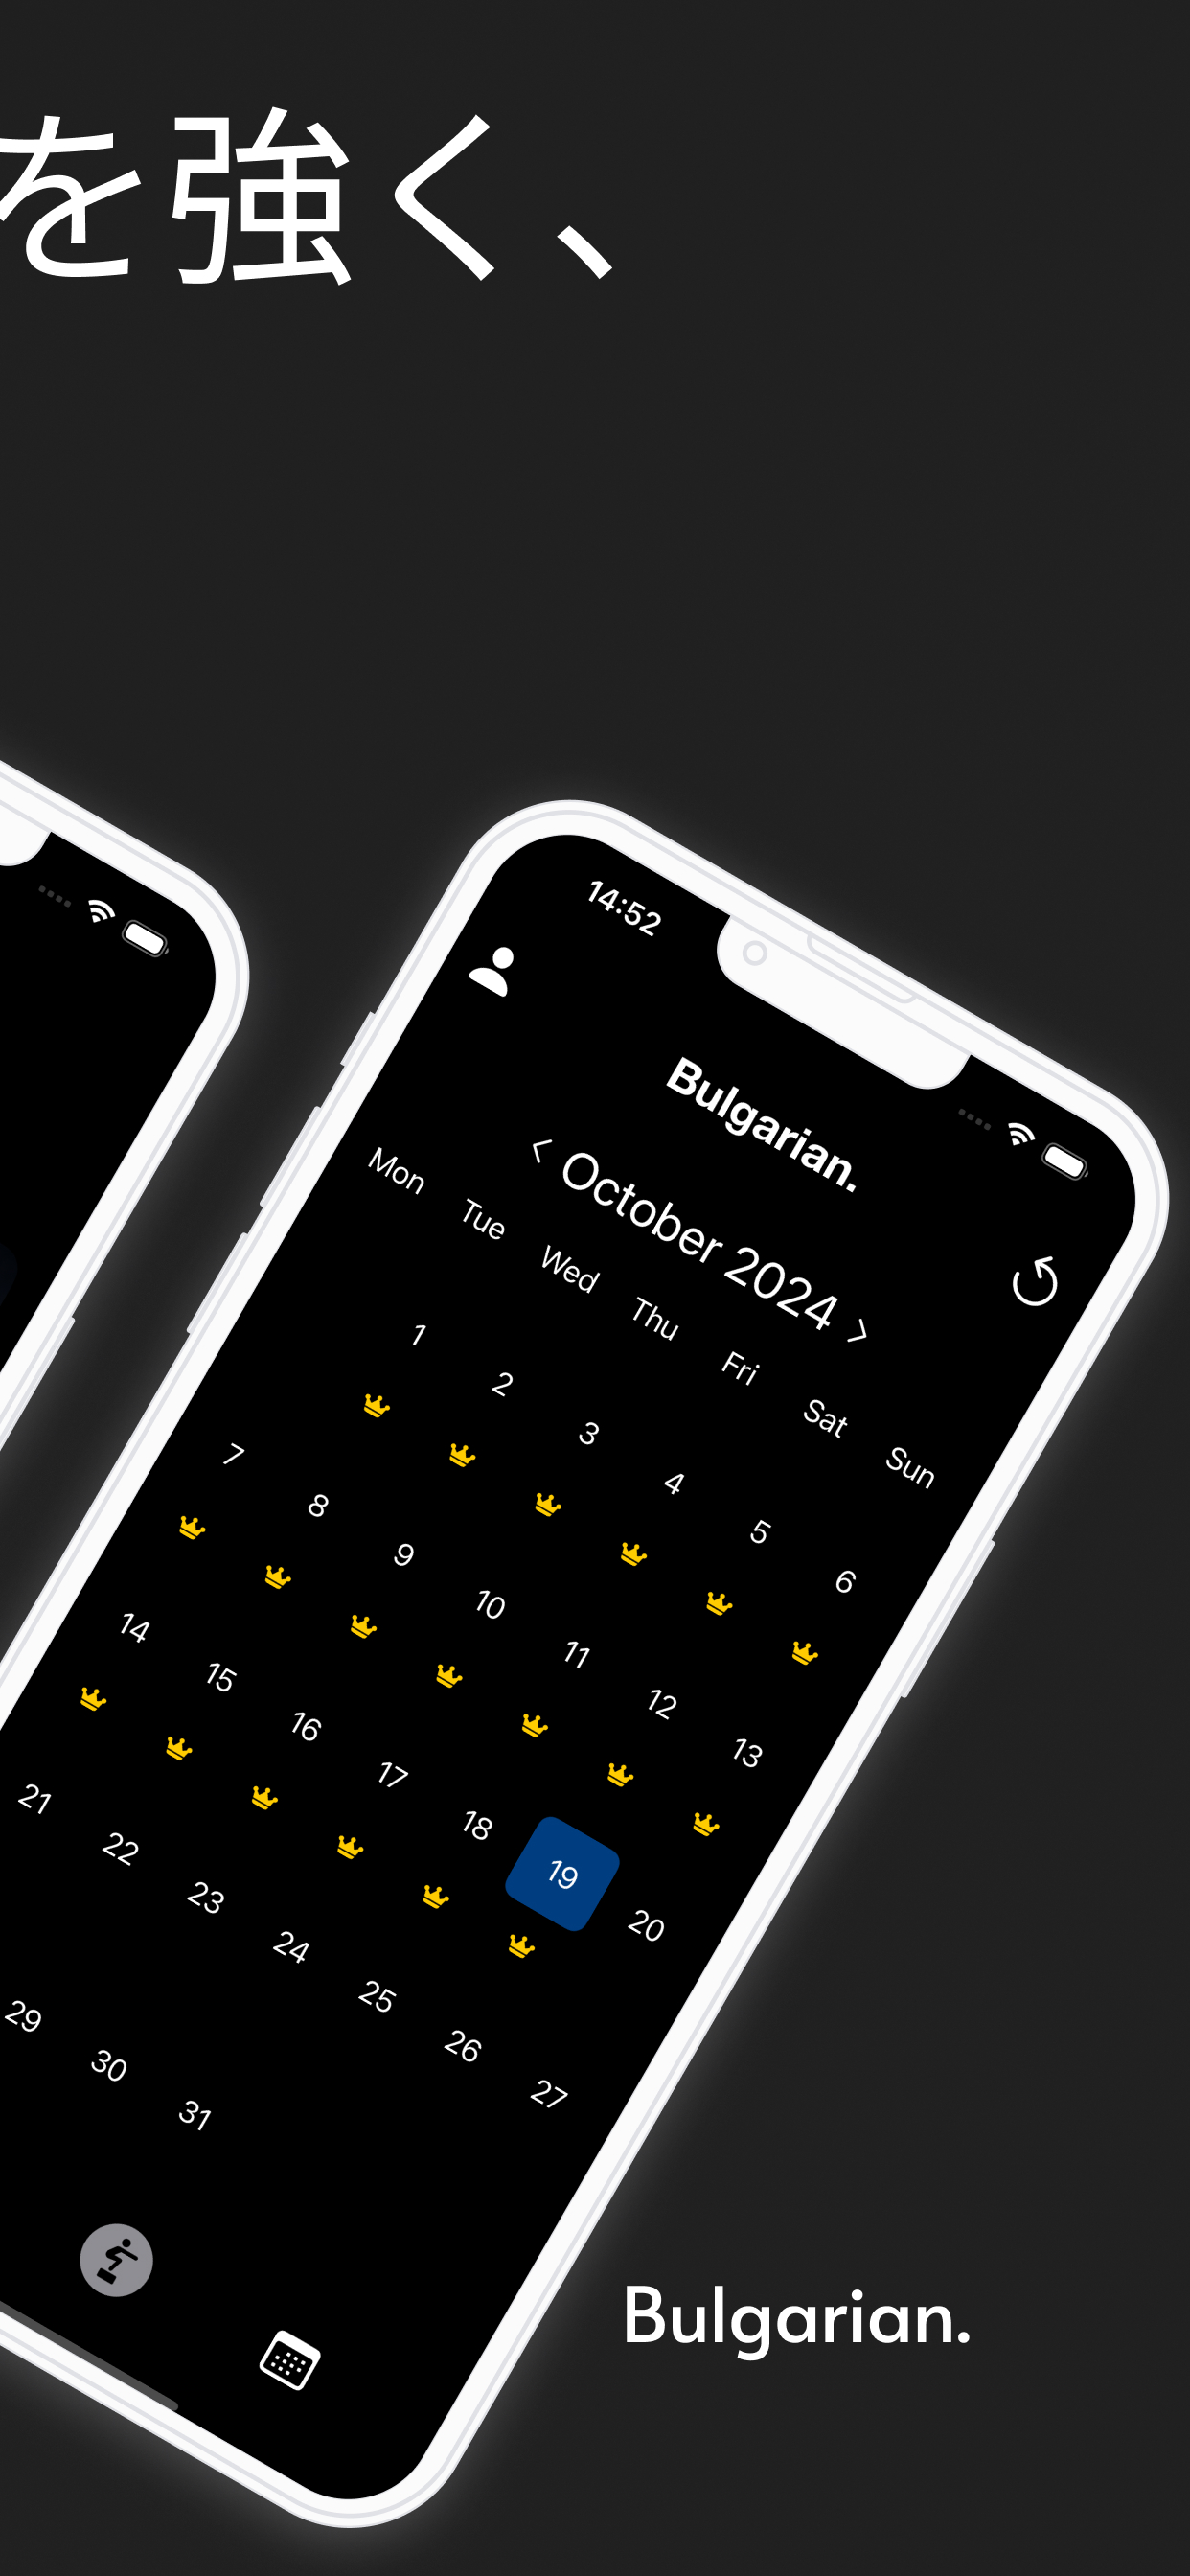 を強く、
14:52
Bulgarian.
< October 2024 >
Mon Tue Wed Thu Fri Sat Sun
1 2 3 4 5 6
7 8 9 10 11 12 13
14 15 16 17 18 19 20
21 22 23 24 25 26 27
29 30 31
Bulgarian.